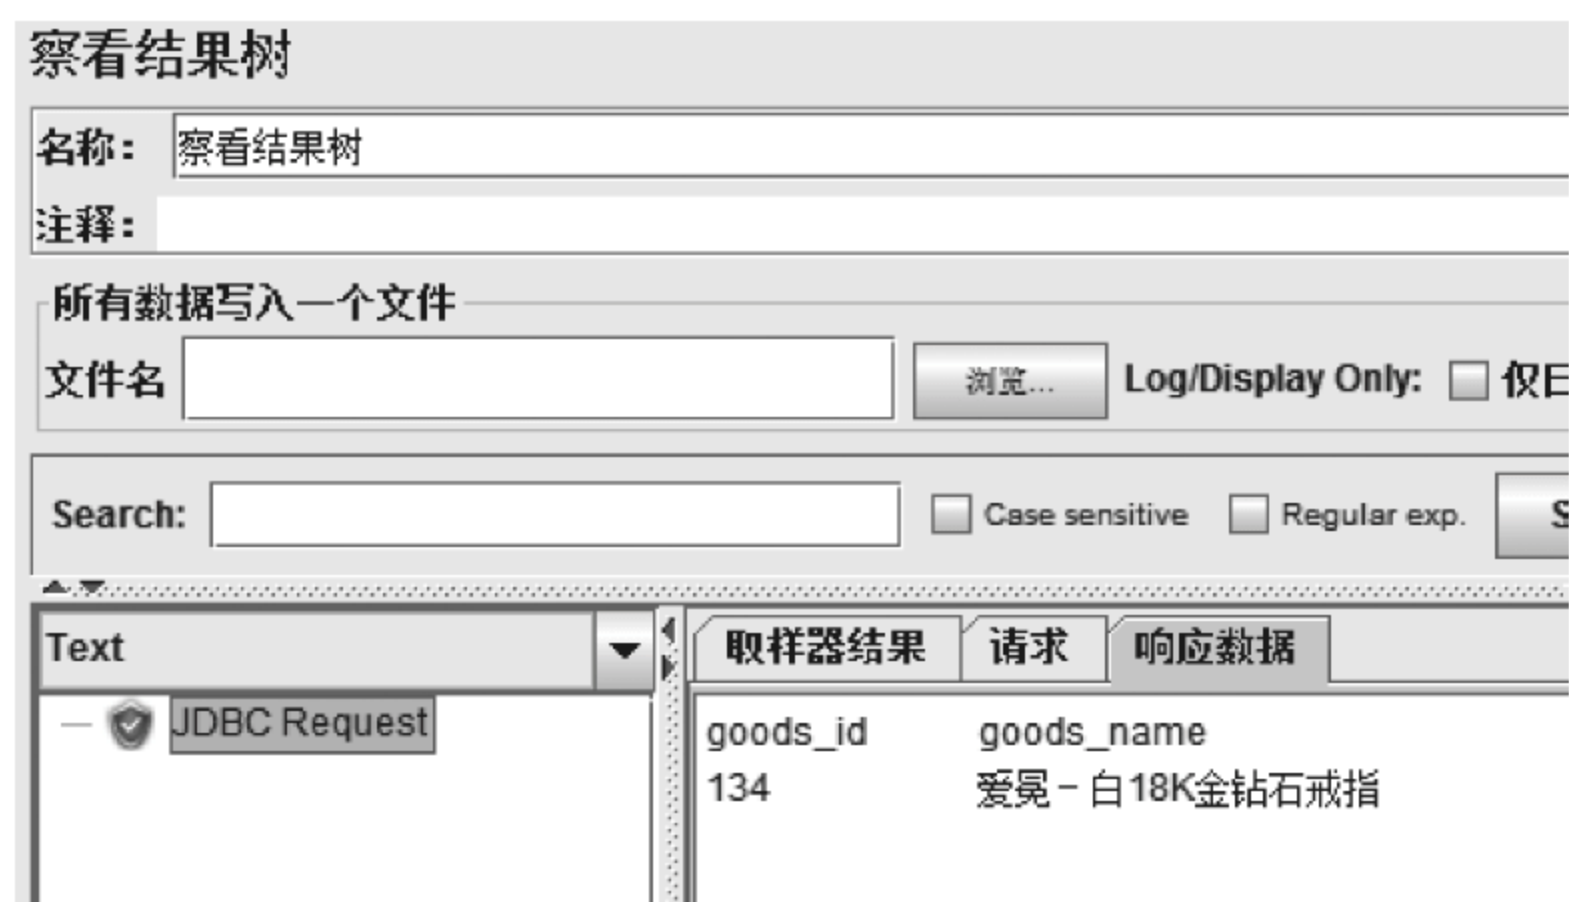 察看结果树
名称: 察看结果树
注释:
所有数据写入一个文件
文件名 浏览... Log/Display Only: 仅日
Search: Case sensitive Regular exp. S
Text 取样器结果 请求 响应数据
JDBC Request goods_id goods_name
134 爱冕-白18K金钻石戒指